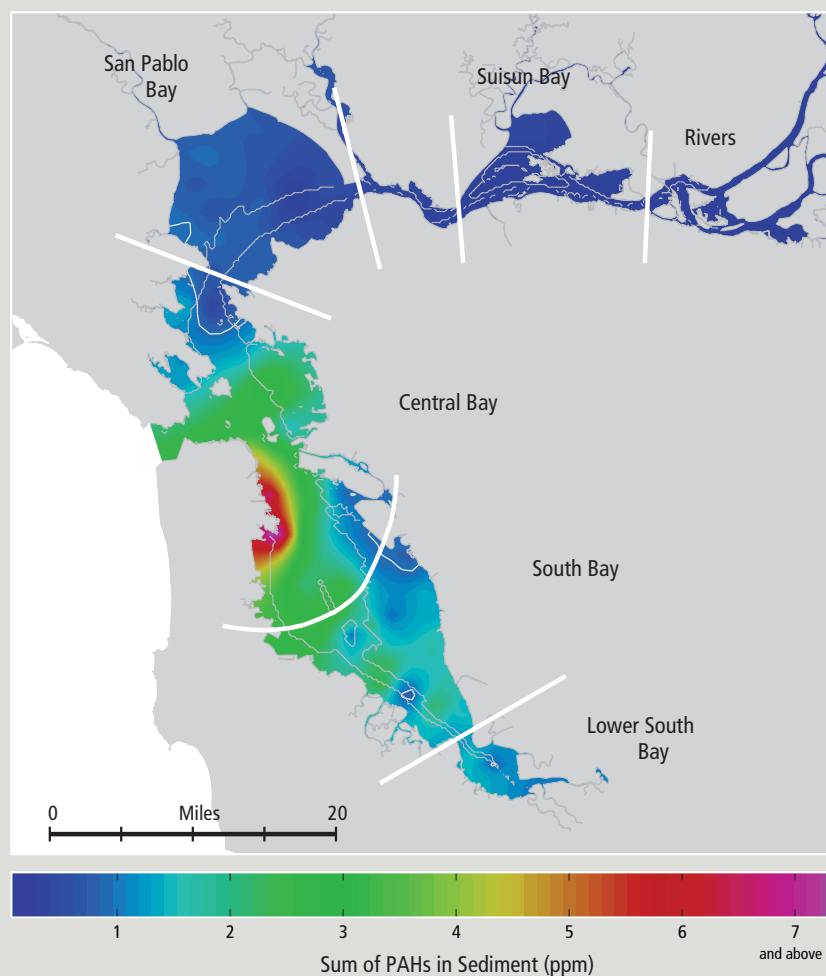 San Pablo
Bay
Suisun Bay
Rivers
Central Bay
South Bay
Lower South
Bay
0 Miles 20
1 2 3 4 5 6 7
and above
Sum of PAHs in Sediment (ppm)